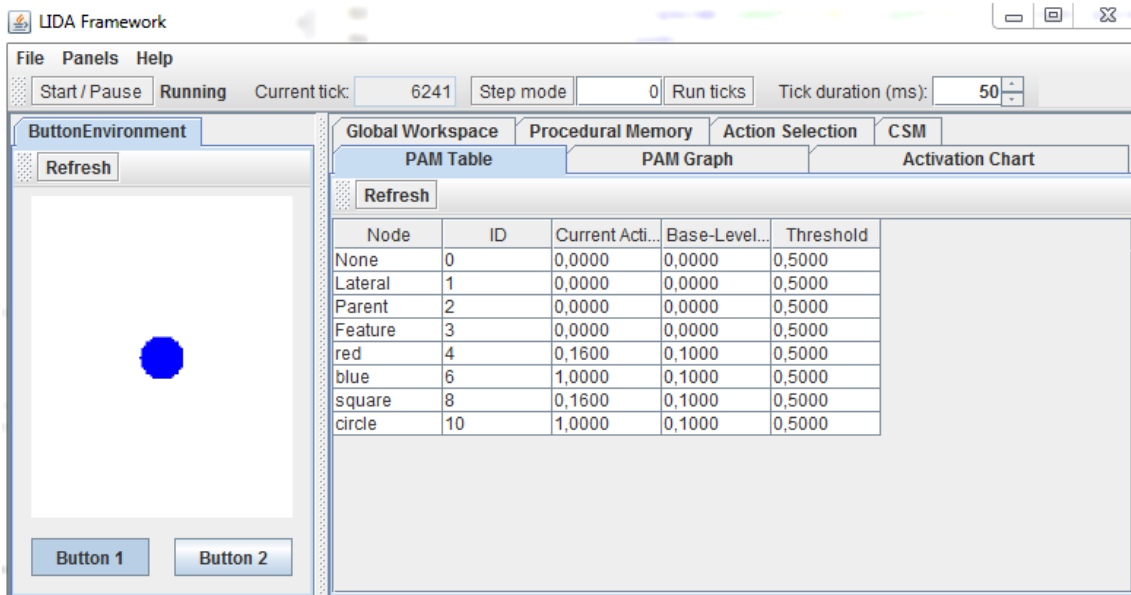 LIDA Framework
File Panels Help
Start / Pause Running Current tick: 6241 Step mode 0 Run ticks Tick duration (ms): 50
ButtonEnvironment
Refresh
Button 1 Button 2
Global Workspace Procedural Memory Action Selection CSM
PAM Table PAM Graph Activation Chart
Refresh
Node ID Current Acti... Base-Level... Threshold
None 0 0,0000 0,0000 0,5000
Lateral 1 0,0000 0,0000 0,5000
Parent 2 0,0000 0,0000 0,5000
Feature 3 0,0000 0,0000 0,5000
red 4 0,1600 0,1000 0,5000
blue 6 1,0000 0,1000 0,5000
square 8 0,1600 0,1000 0,5000
circle 10 1,0000 0,1000 0,5000